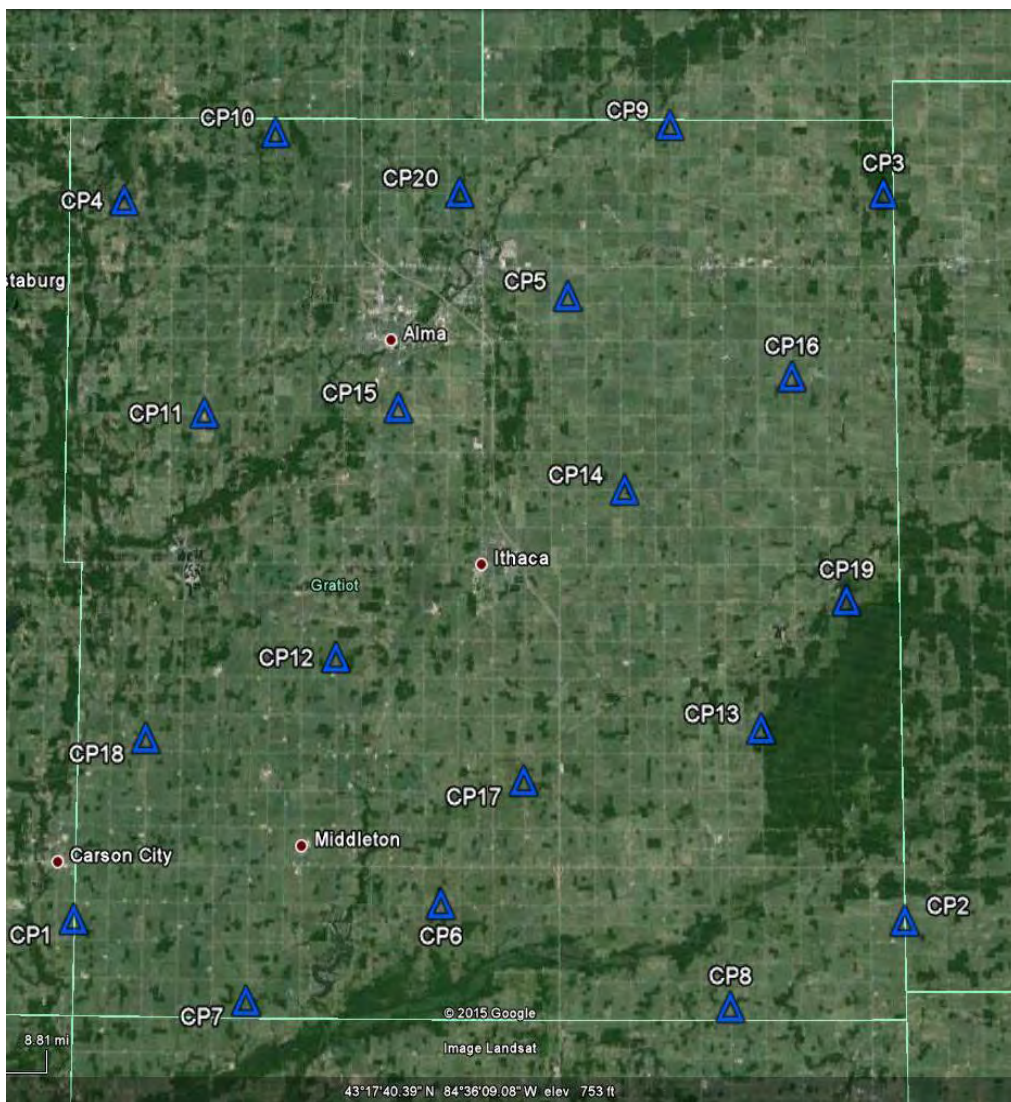 CP10
CP9
CP20
CP3
CP4
staburg
CP5
Alma
CP16
CP15
CP11
CP14
Ithaca
Gratiot
CP19
CP12
CP13
CP18
CP17
Middleton
Carson City
CP2
CP1
CP6
CP8
CP7
© 2015 Google
8.81 mi
Image Landsat
43°17'40.39" N 84°36'09.08" W elev 753 ft